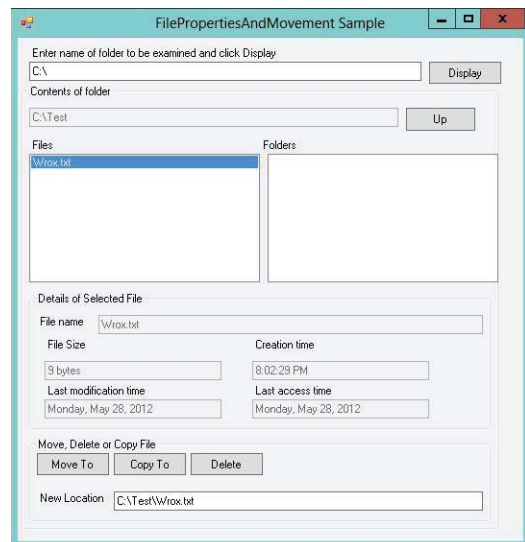 FilePropertiesAndMovement Sample
Enter name of folder to be examined and click Display
C:\
Display
Contents of folder
C:\Test
Up
Files
Folders
Wrox.txt
Details of Selected File
File name
Wrox.txt
File Size
Creation time
9 bytes
8:02:29 PM
Last modification time
Last access time
Monday, May 28, 2012
Monday, May 28, 2012
Move, Delete or Copy File
Move To
Copy To
Delete
New Location
C:\Test\Wrox.txt